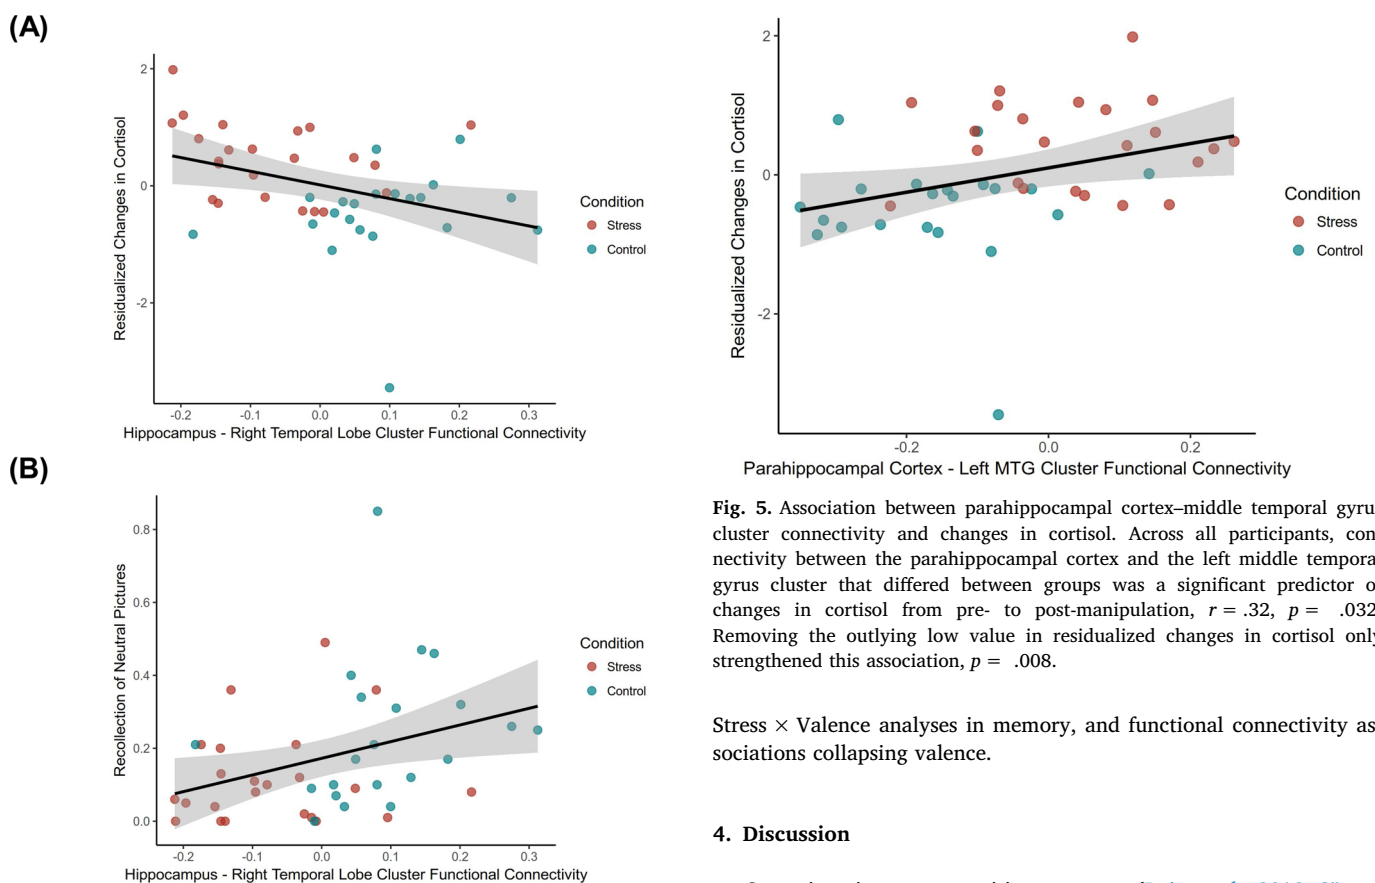 (A)
2
0
-2
Residualized Changes in Cortisol
-0.2 -0.1 0.0 0.1 0.2 0.3
Hippocampus - Right Temporal Lobe Cluster Functional Connectivity
Condition
Stress
Control
(B)
0.8
0.6
0.4
0.2
0.0
Recollection of Neutral Pictures
-0.2 -0.1 0.0 0.1 0.2 0.3
Hippocampus - Right Temporal Lobe Cluster Functional Connectivity
Condition
Stress
Control
2
0
-2
Residualized Changes in Cortisol
-0.2 0.0 0.2
Parahippocampal Cortex - Left MTG Cluster Functional Connectivity
Condition
Stress
Control
Fig. 5. Association between parahippocampal cortex–middle temporal gyru
cluster connectivity and changes in cortisol. Across all participants, con
nectivity between the parahippocampal cortex and the left middle tempora
gyrus cluster that differed between groups was a significant predictor o
changes in cortisol from pre- to post-manipulation, r = .32, p = .032
Removing the outlying low value in residualized changes in cortisol only
strengthened this association, p = .008.
Stress × Valence analyses in memory, and functional connectivity as
sociations collapsing valence.
4. Discussion